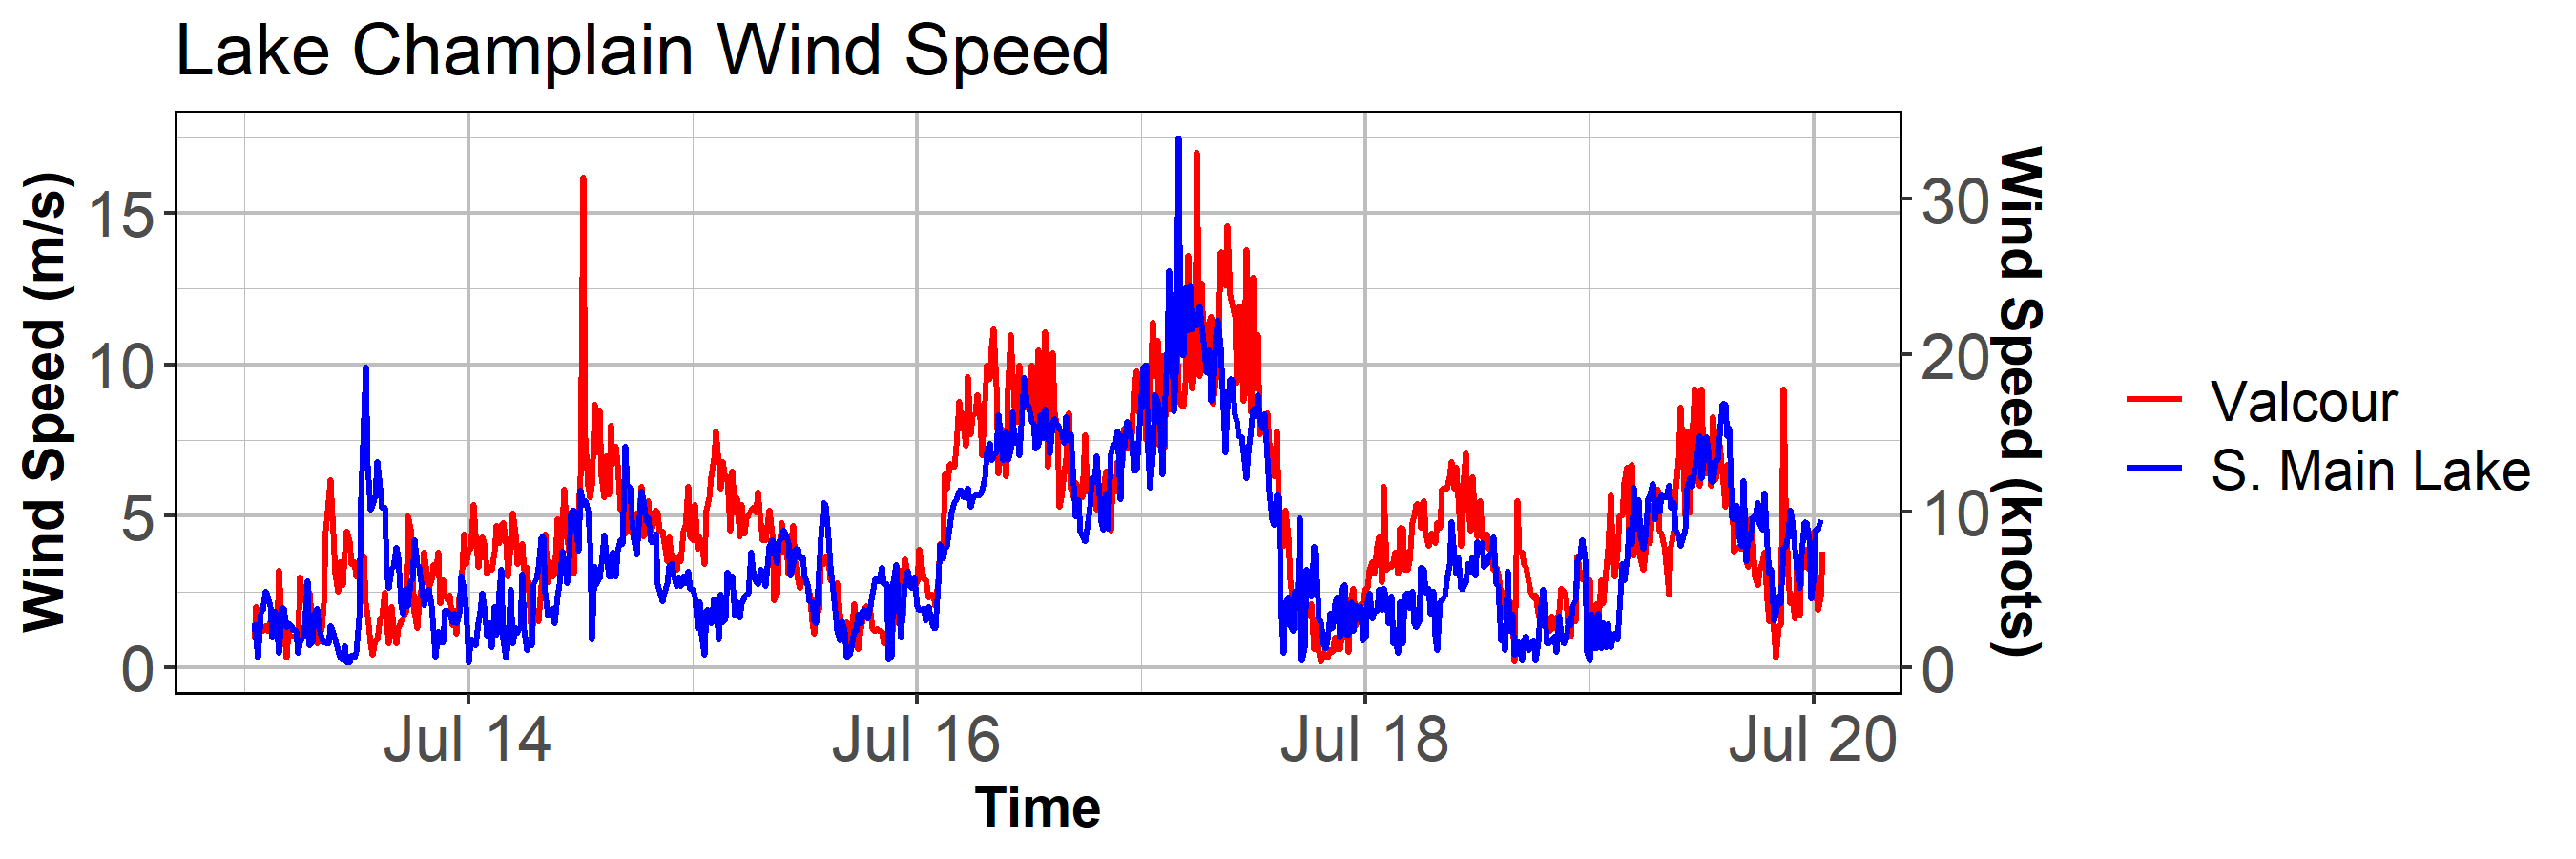 Lake Champlain Wind Speed
Wind Speed (m/s)
15
10
5
0
30
20
10
0
Wind Speed (knots)
Jul 14
Jul 16
Jul 18
Jul 20
Time
Valcour
S. Main Lake